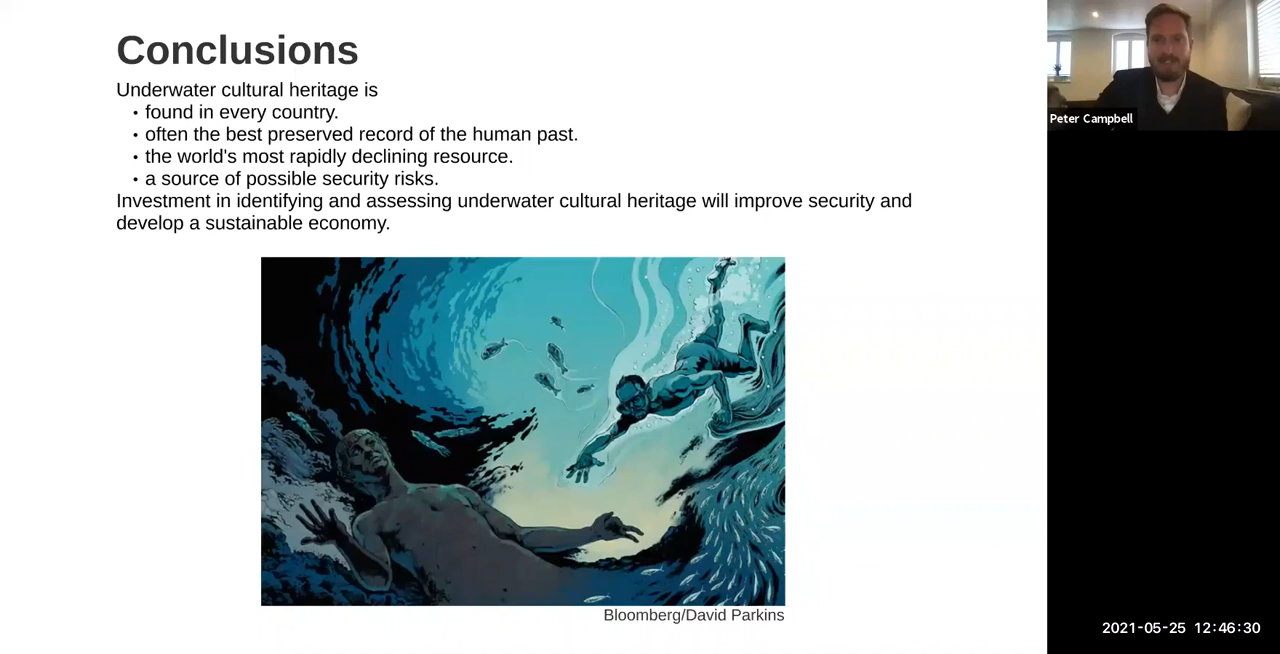 Conclusions
Underwater cultural heritage is
• found in every country.
• often the best preserved record of the human past.
• the world's most rapidly declining resource.
• a source of possible security risks.
Investment in identifying and assessing underwater cultural heritage will improve security and
develop a sustainable economy.
Bloomberg/David Parkins
Peter Campbell
2021-05-25 12:46:30